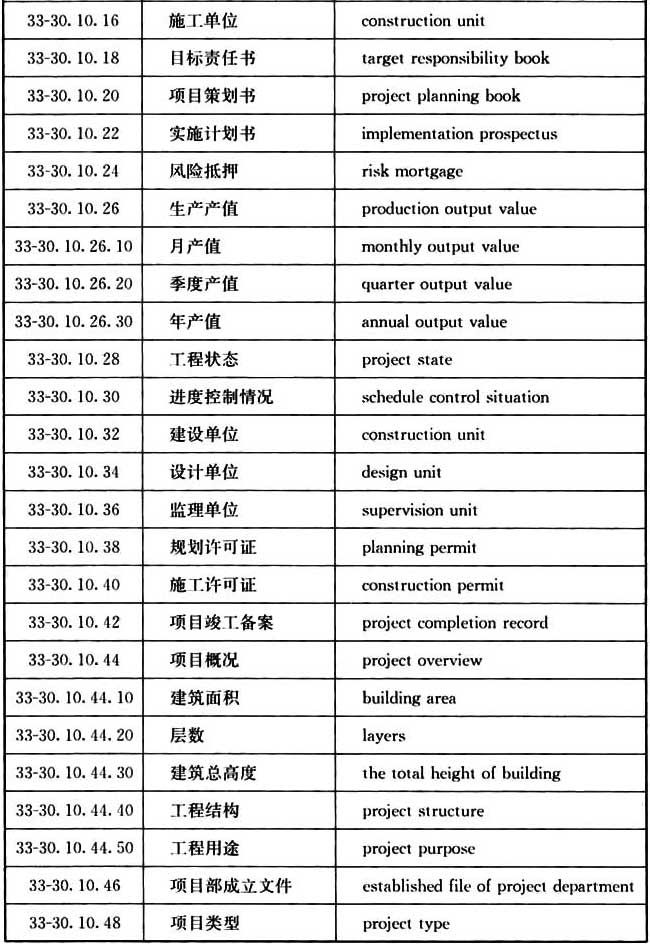 33-30.10.16 施工单位 construction unit
33-30.10.18 目标责任书 target responsibility book
33-30.10.20 项目策划书 project planning book
33-30.10.22 实施计划书 implementation prospectus
33-30.10.24 风险抵押 risk mortgage
33-30.10.26 生产产值 production output value
33-30.10.26.10 月产值 monthly output value
33-30.10.26.20 季度产值 quarter output value
33-30.10.26.30 年产值 annual output value
33-30.10.28 工程状态 project state
33-30.10.30 进度控制情况 schedule control situation
33-30.10.32 建设单位 construction unit
33-30.10.34 设计单位 design unit
33-30.10.36 监理单位 supervision unit
33-30.10.38 规划许可证 planning permit
33-30.10.40 施工许可证 construction permit
33-30.10.42 项目竣工备案 project completion record
33-30.10.44 项目概况 project overview
33-30.10.44.10 建筑面积 building area
33-30.10.44.20 层数 layers
33-30.10.44.30 建筑总高度 the total height of building
33-30.10.44.40 工程结构 project structure
33-30.10.44.50 工程用途 project purpose
33-30.10.46 项目部成立文件 established file of project department
33-30.10.48 项目类型 project type